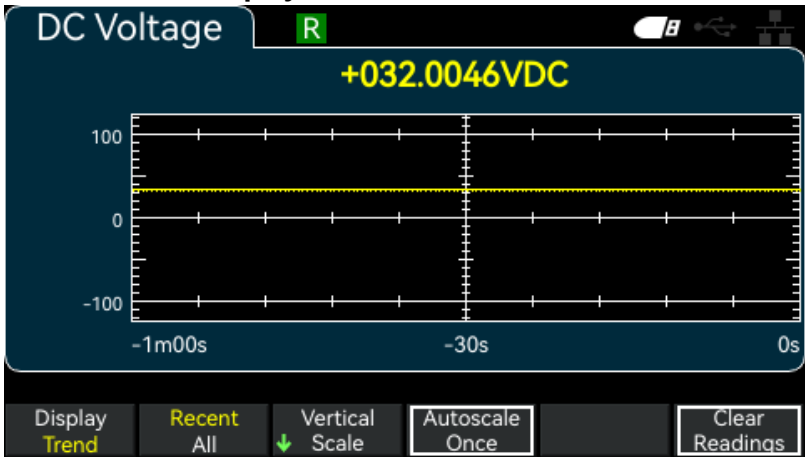 DC Voltage R
+032.0046VDC
100
0
-100
-1m00s -30s 0s
Display Recent Vertical Autoscale Clear
Trend All Scale Once Readings